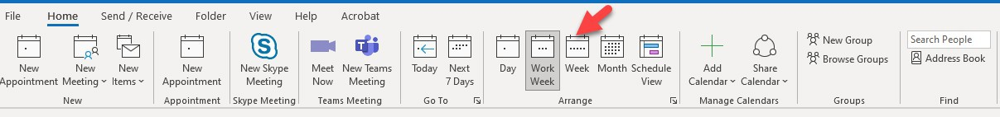 File Home Send / Receive Folder View Help Acrobat
New Appointment
New Meeting
New Items
New
New Appointment
Appointment
New Skype Meeting
Skype Meeting
Meet Now
New Teams Meeting
Teams Meeting
Today
Next 7 Days
Go To
Day
Work Week
Week
Month
Schedule View
Arrange
Add Calendar
Share Calendar
Manage Calendars
New Group
Browse Groups
Groups
Search People
Address Book
Find